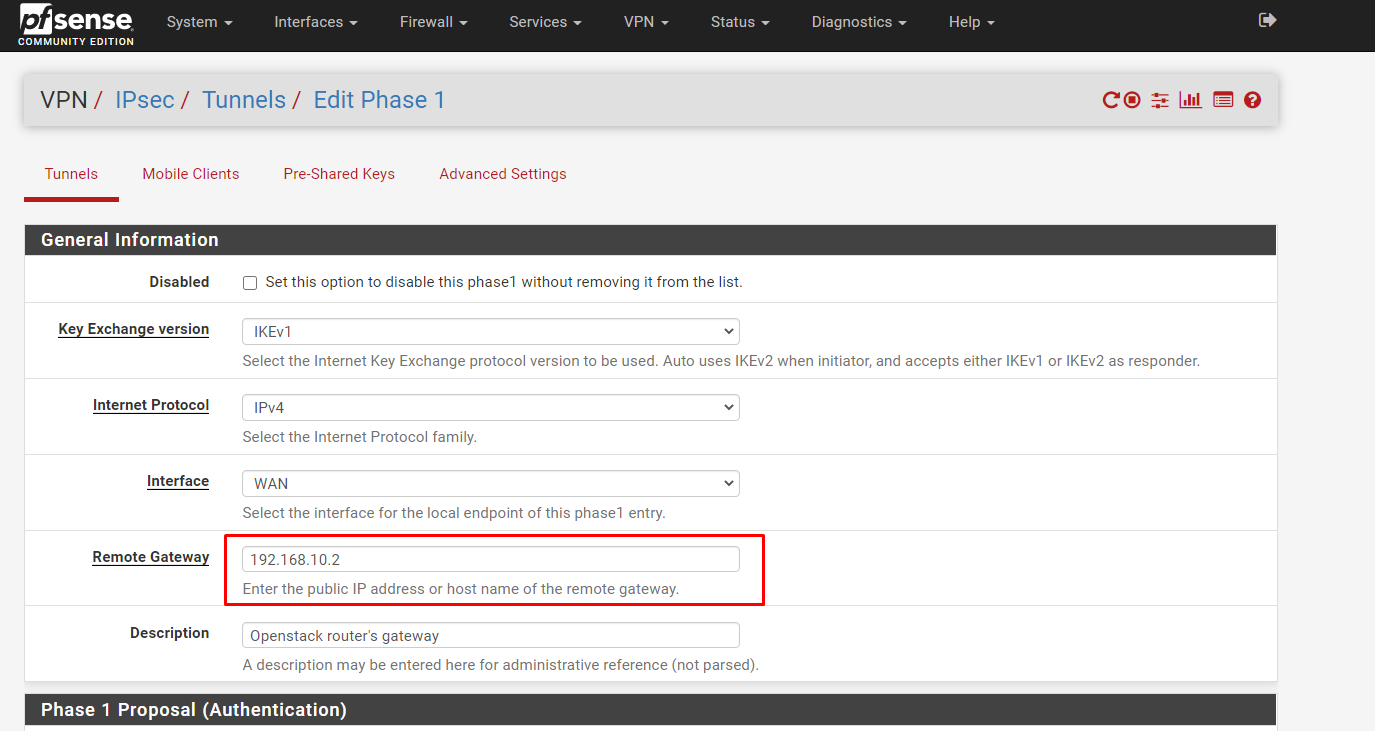 pfsense
COMMUNITY EDITION
System Interfaces Firewall Services VPN Status Diagnostics Help
VPN / IPsec / Tunnels / Edit Phase 1
Tunnels Mobile Clients Pre-Shared Keys Advanced Settings
General Information
Disabled Set this option to disable this phase1 without removing it from the list.
Key Exchange version IKEv1
Select the Internet Key Exchange protocol version to be used. Auto uses IKEv2 when initiator, and accepts either IKEv1 or IKEv2 as responder.
Internet Protocol IPv4
Select the Internet Protocol family.
Interface WAN
Select the interface for the local endpoint of this phase1 entry.
Remote Gateway 192.168.10.2
Enter the public IP address or host name of the remote gateway.
Description Openstack router's gateway
A description may be entered here for administrative reference (not parsed).
Phase 1 Proposal (Authentication)